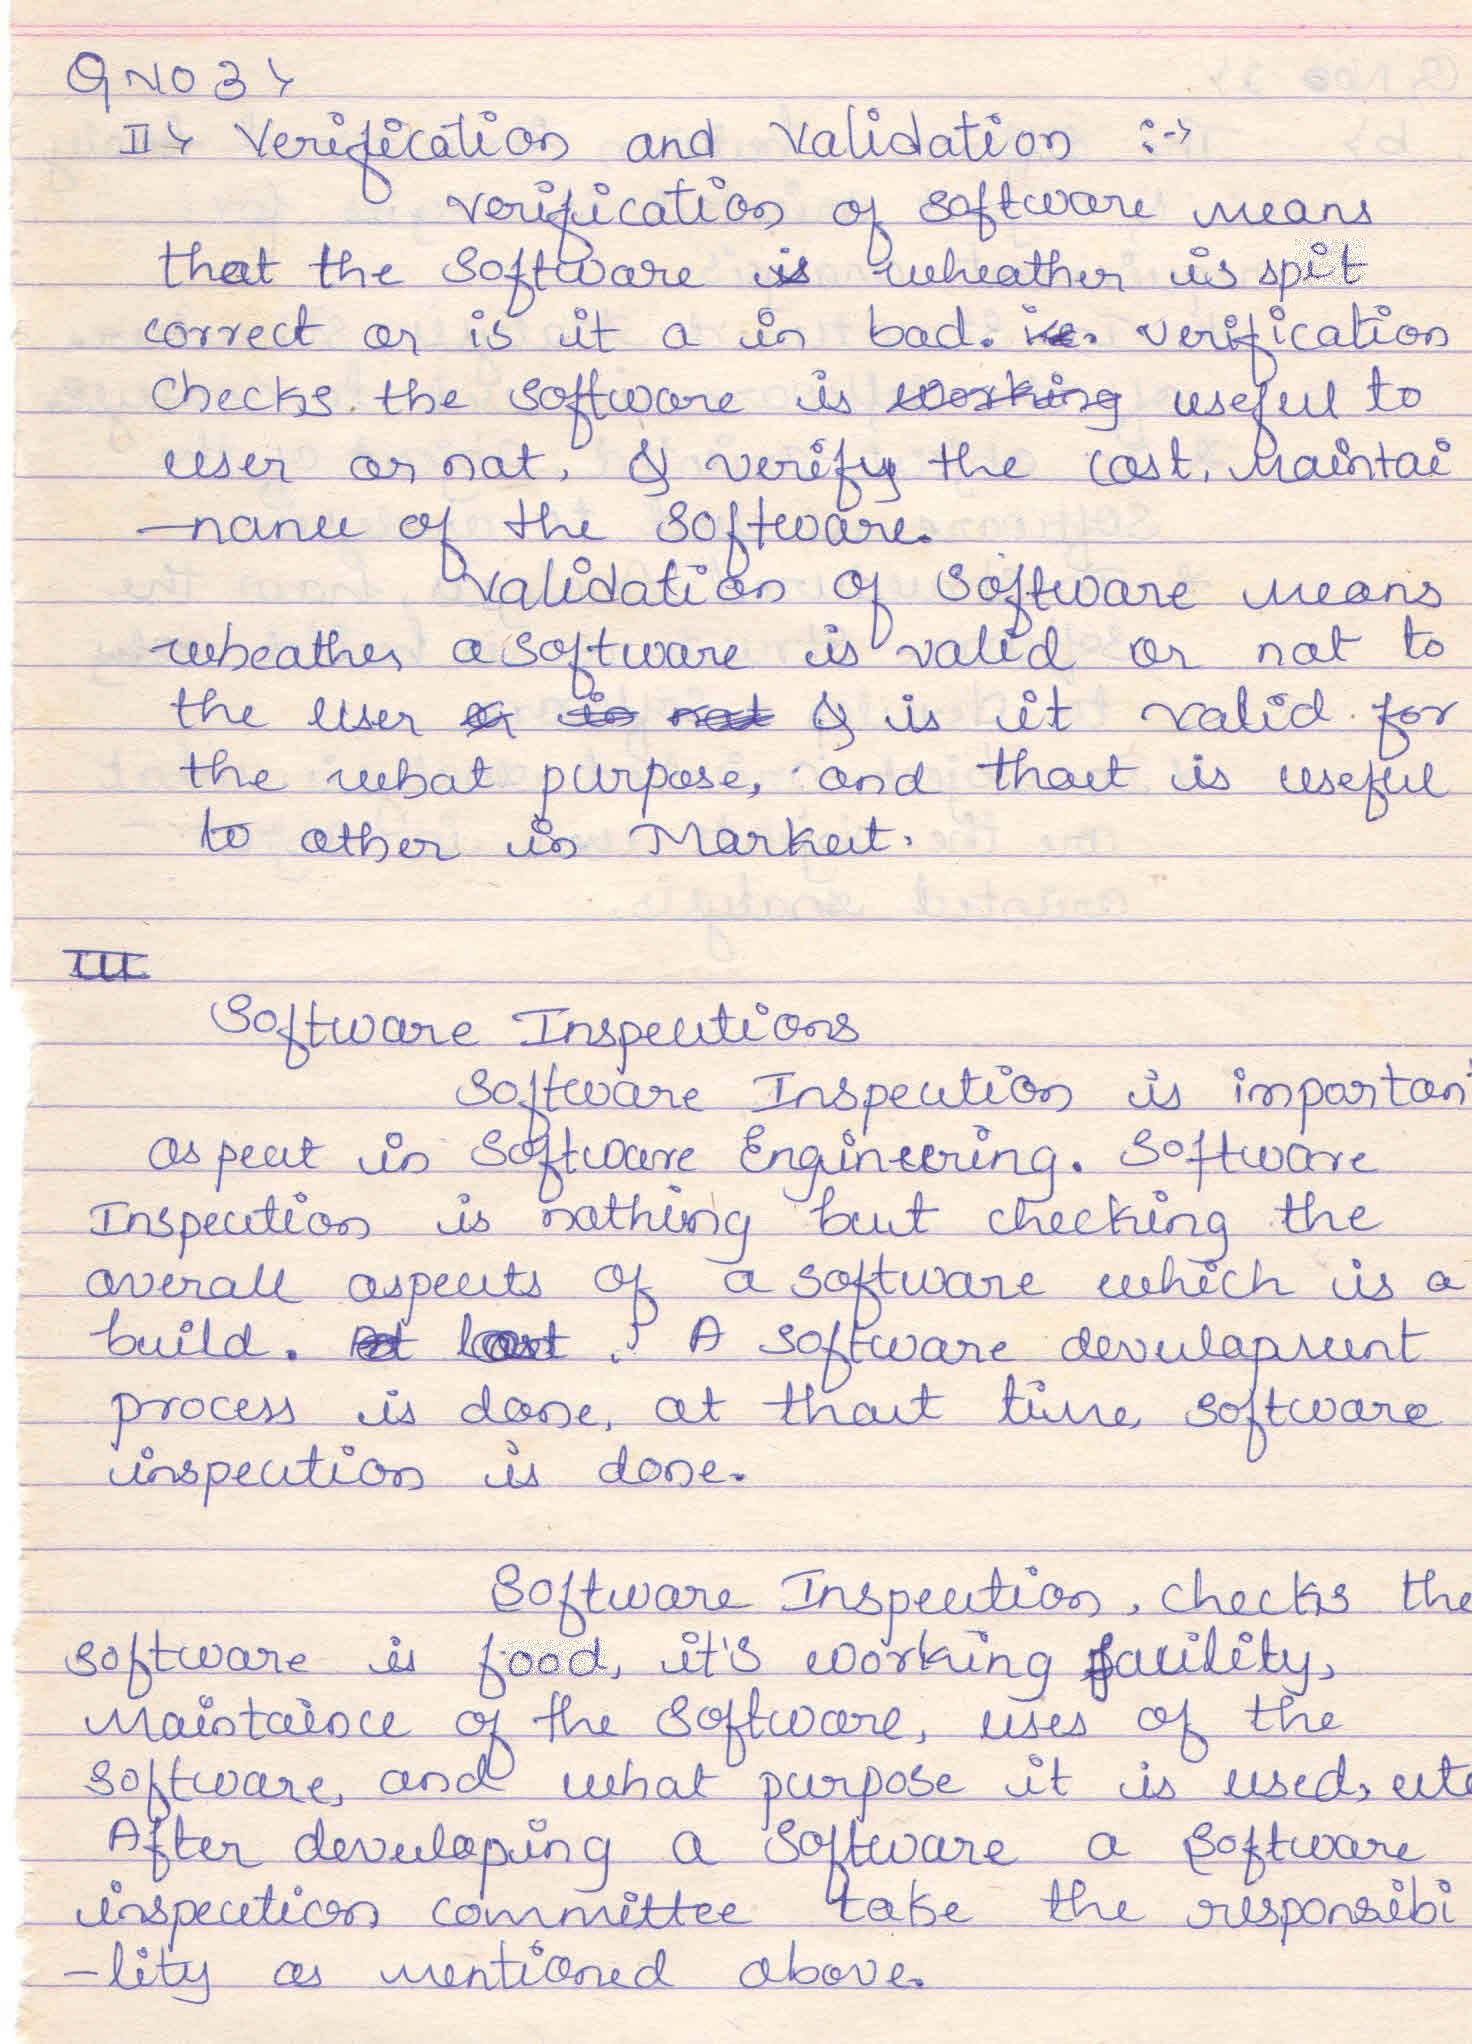 QNO 3>
II> Verification and Validation :->
Verification of software means
that the software is wheather is spit
correct or is it a in bad. i.e. verification
checks the software is working useful to
user or not, & verify the cost, maintai
-nance of the software.
Validation of software means
wheather a software is valid or not to
the user or is not & is it valid for
the what purpose, and that is useful
to other in Market.
III
Software Inspections
Software Inspection is important
aspect in Software Engineering. Software
Inspection is nothing but checking the
overall aspects of a software which is a
build. At last . A software development
process is done, at that time software
inspection is done.
Software Inspection, checks the
software is food, it's working facility,
Maintaince of the software, uses of the
software, and what purpose it is used, etc
After developing a software a software
inspection committee take the responsibi
-lity as mentioned above.